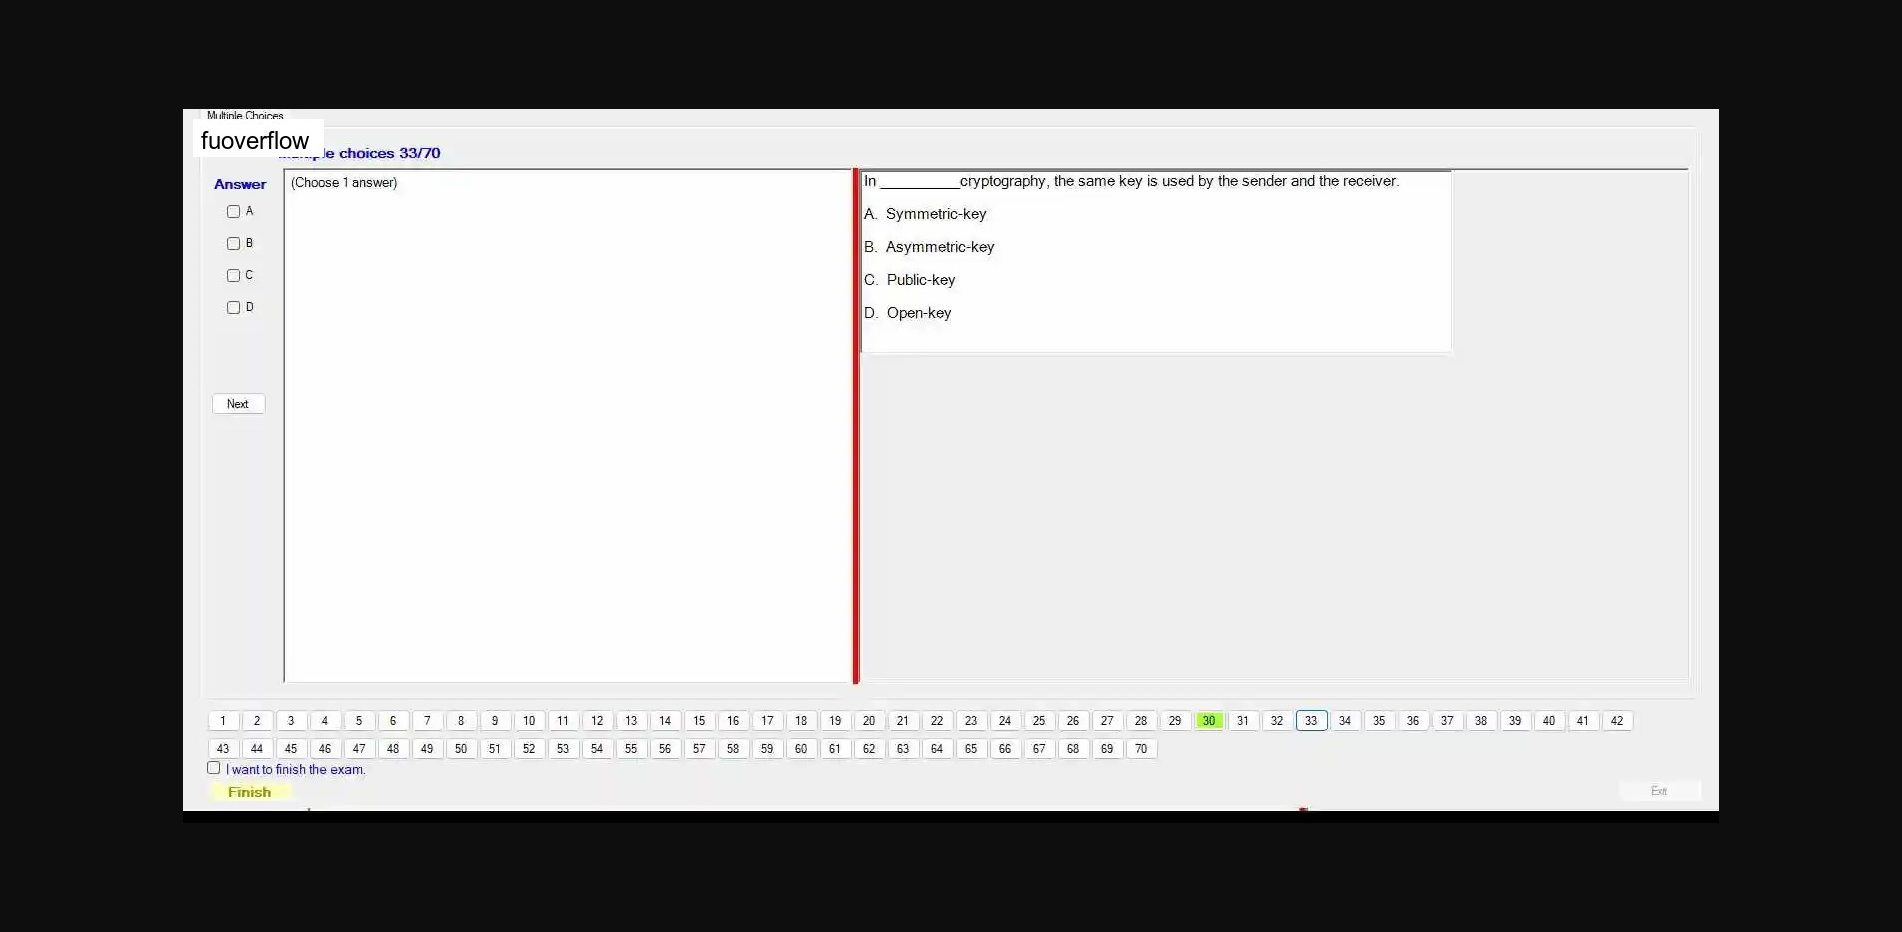 Multiple Choices
fuoverflow
choices 33/70
Answer
(Choose 1 answer)
A
B
C
D
Next
In __________cryptography, the same key is used by the sender and the receiver.
A. Symmetric-key
B. Asymmetric-key
C. Public-key
D. Open-key
1 2 3 4 5 6 7 8 9 10 11 12 13 14 15 16 17 18 19 20 21 22 23 24 25 26 27 28 29 30 31 32 33 34 35 36 37 38 39 40 41 42
43 44 45 46 47 48 49 50 51 52 53 54 55 56 57 58 59 60 61 62 63 64 65 66 67 68 69 70
I want to finish the exam.
Finish
Exit